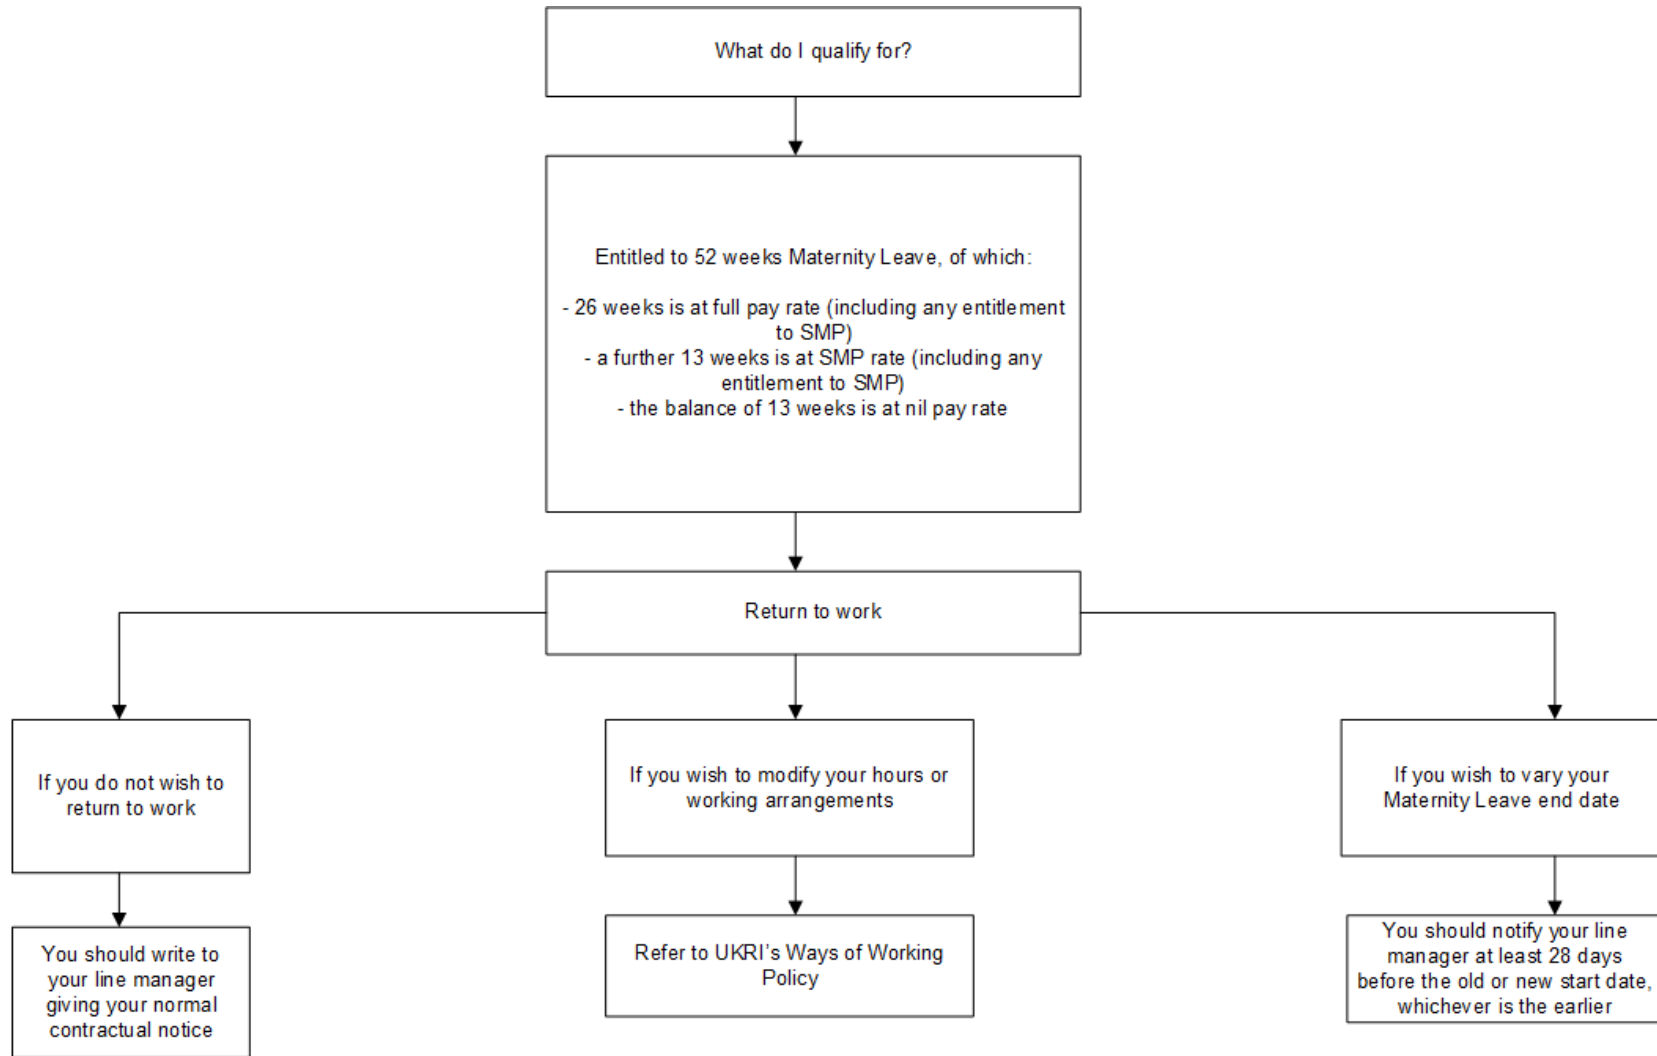 What do I qualify for?
Entitled to 52 weeks Maternity Leave, of which:
- 26 weeks is at full pay rate (including any entitlement
to SMP)
- a further 13 weeks is at SMP rate (including any
entitlement to SMP)
- the balance of 13 weeks is at nil pay rate
Return to work
If you do not wish to
return to work
If you wish to modify your hours or
working arrangements
If you wish to vary your
Maternity Leave end date
You should write to
your line manager
giving your normal
contractual notice
Refer to UKRI's Ways of Working
Policy
You should notify your line
manager at least 28 days
before the old or new start date,
whichever is the earlier